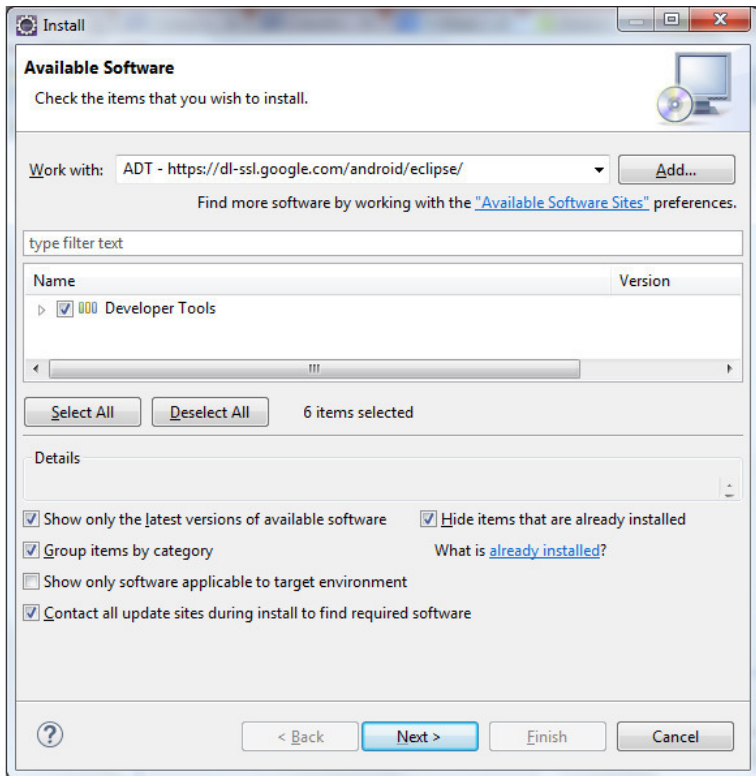 Install
Available Software
Check the items that you wish to install.
Work with: ADT - https://dl-ssl.google.com/android/eclipse/ Add...
Find more software by working with the "Available Software Sites" preferences.
type filter text
Name Version
Developer Tools
Select All Deselect All 6 items selected
Details
Show only the latest versions of available software Hide items that are already installed
Group items by category What is already installed?
Show only software applicable to target environment
Contact all update sites during install to find required software
? < Back Next > Finish Cancel